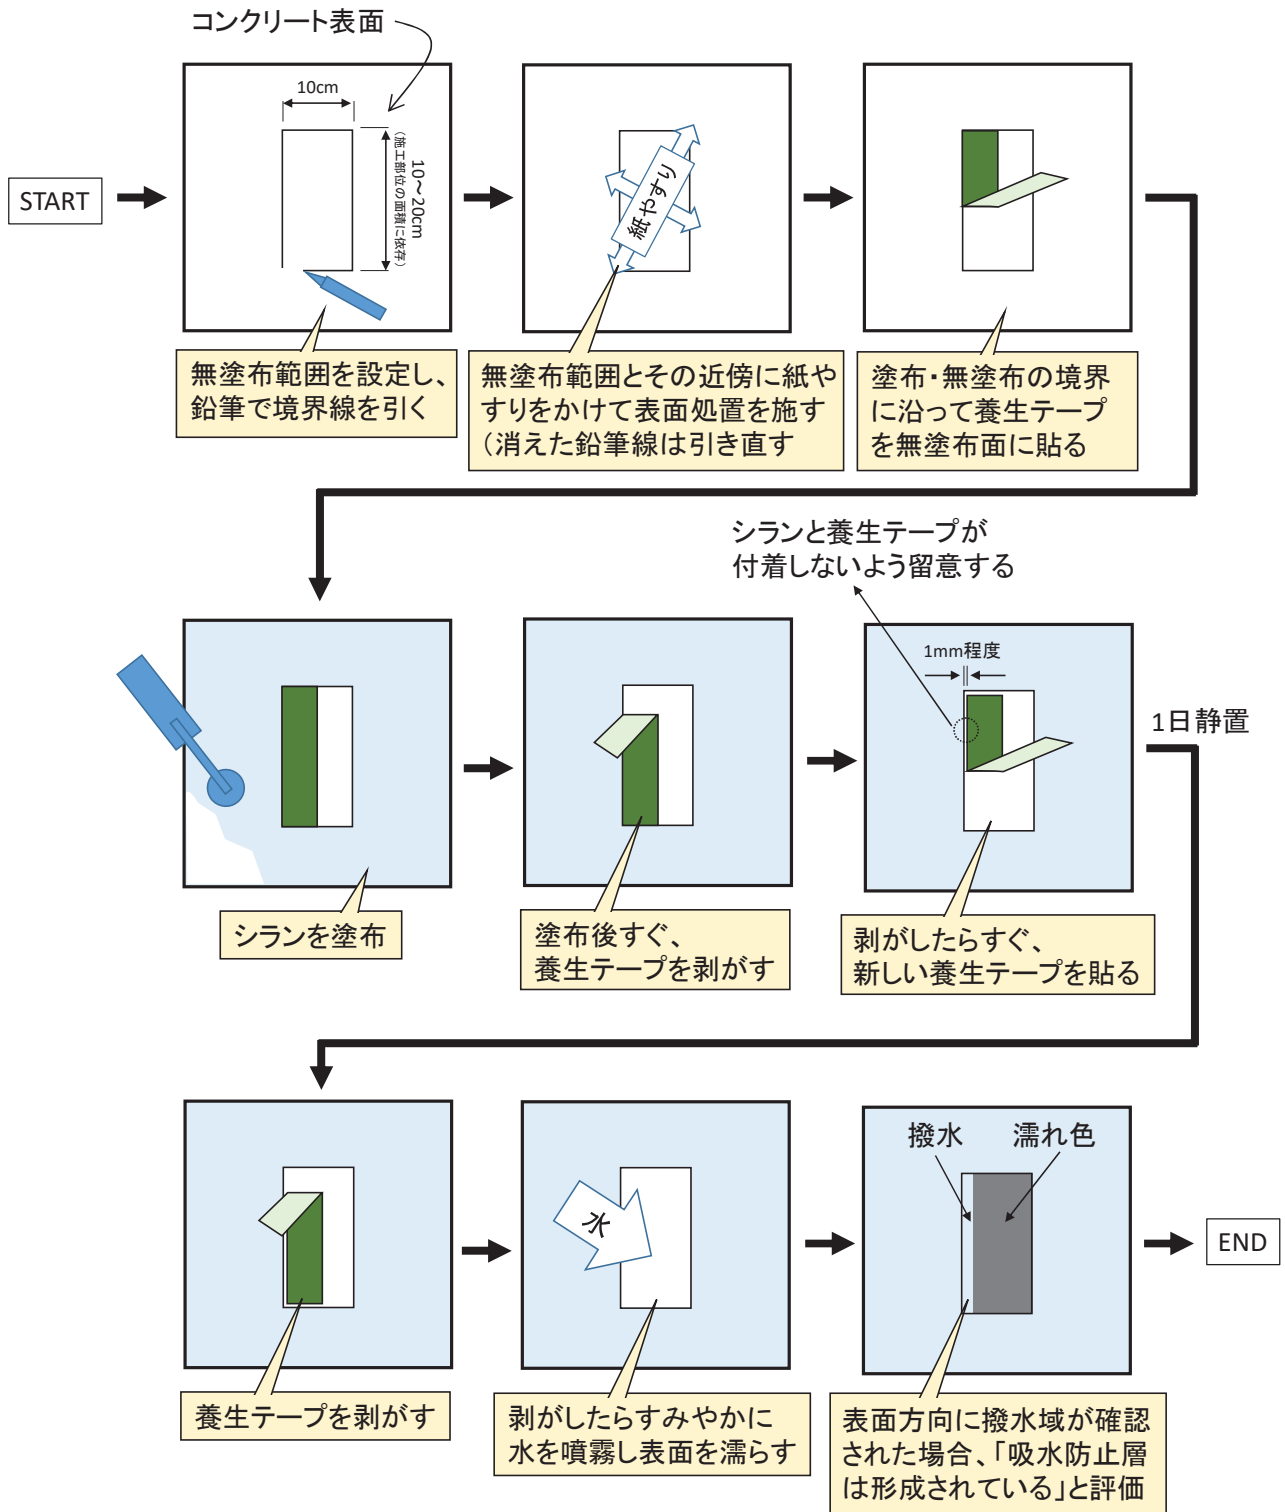 コンクリート表面
START
10cm
10〜20cm
(施工部位の面積に依存)
無塗布範囲を設定し、
鉛筆で境界線を引く
紙やすり
無塗布範囲とその近傍に紙や
すりをかけて表面処置を施す
(消えた鉛筆線は引き直す
塗布・無塗布の境界
に沿って養生テープ
を無塗布面に貼る
シランを塗布
塗布後すぐ、
養生テープを剥がす
シランと養生テープが
付着しないよう留意する
1mm程度
剥がしたらすぐ、
新しい養生テープを貼る
1日静置
養生テープを剥がす
水
剥がしたらすみやかに
水を噴霧し表面を濡らす
撥水
濡れ色
表面方向に撥水域が確認
された場合、「吸水防止層
は形成されている」と評価
END